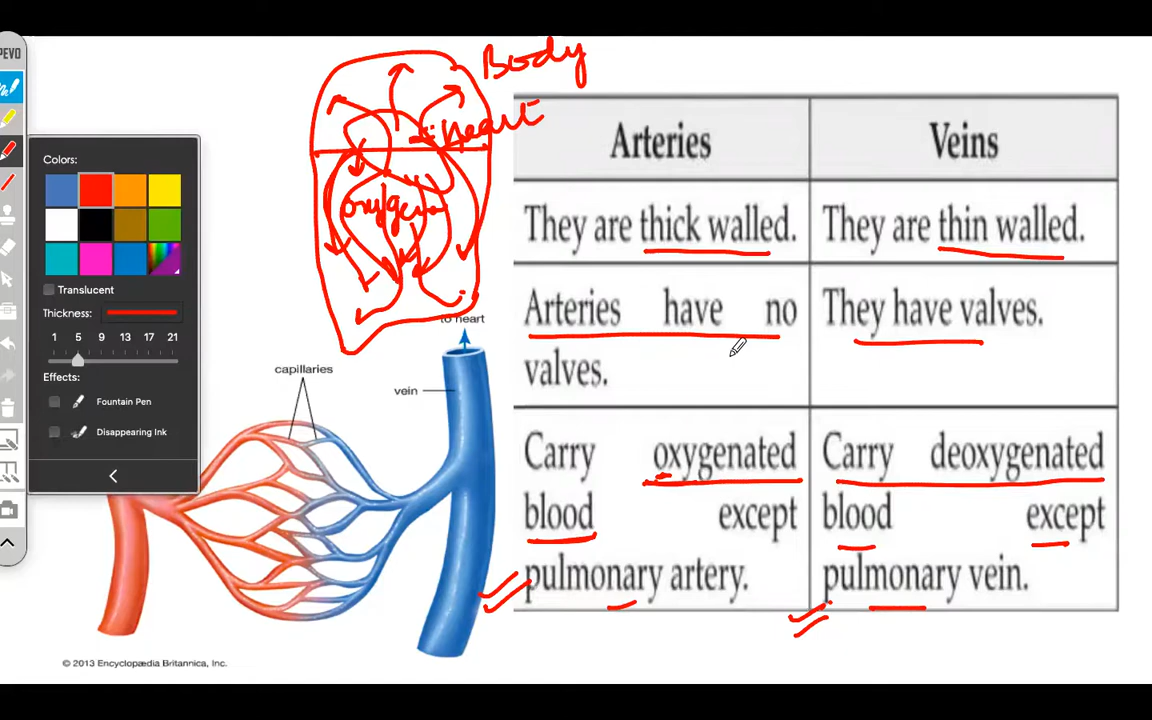 PEVO
Colors:
Translucent
Thickness:
1 5 9 13 17 21
Effects:
Fountain Pen
Disappearing Ink
Body
heart
oxygen
to heart
capillaries
vein
© 2013 Encyclopædia Britannica, Inc.
Arteries Veins
They are thick walled. They are thin walled.
Arteries have no They have valves.
valves.
Carry oxygenated Carry deoxygenated
blood except blood except
pulmonary artery. pulmonary vein.